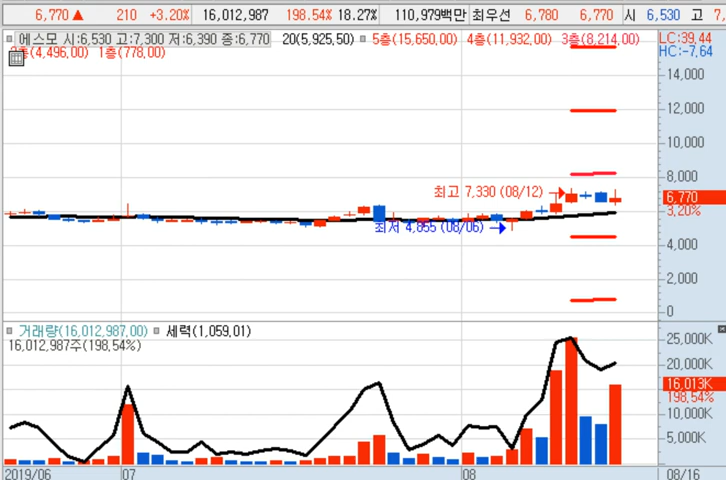 6,770 ▲ 210 +3.20% 16,012,987 198.54% 18.27% 110,979백만 최우선 6,780 6,770 시 6,530 고 7,
에스모 시:6,530 고:7,300 저:6,390 종:6,770 20(5,925,50) 5층(15,650,00) 4층(11,932,00) 3층(8,214,00) LC:39,44
2층(4,496,00) 1층(778,00) HC:-7,64
14,000
12,000
10,000
8,000
최고 7,330 (08/12)
6,770
3,20%
최저 4,855 (08/06)
4,000
2,000
0
거래량(16,012,987,00) 세력(1,059,01)
16,012,987주(198,54%)
25,000K
20,000K
16,013K
198,54%
10,000K
5,000K
2019/06 07 08 08/16